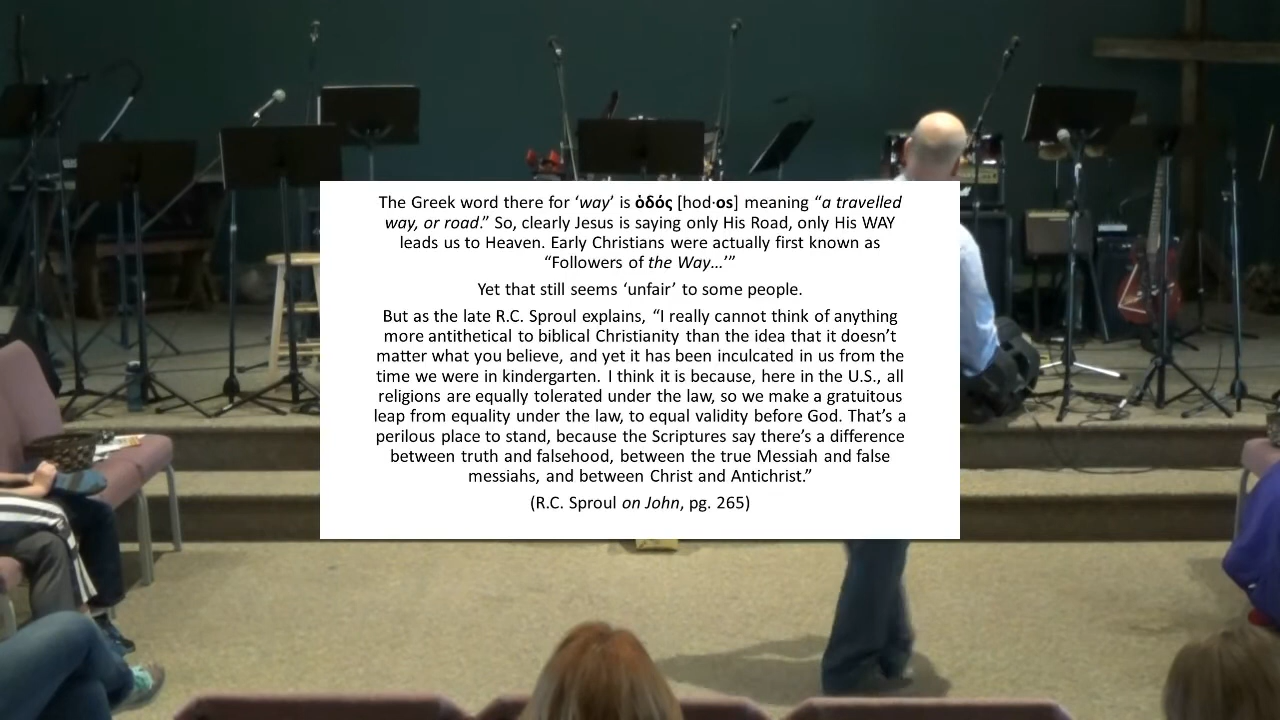 The Greek word there for ‘way’ is ὁδός [hod·os] meaning “a travelled
way, or road.” So, clearly Jesus is saying only His Road, only His WAY
leads us to Heaven. Early Christians were actually first known as
“Followers of the Way…’”
Yet that still seems ‘unfair’ to some people.
But as the late R.C. Sproul explains, “I really cannot think of anything
more antithetical to biblical Christianity than the idea that it doesn’t
matter what you believe, and yet it has been inculcated in us from the
time we were in kindergarten. I think it is because, here in the U.S., all
religions are equally tolerated under the law, so we make a gratuitous
leap from equality under the law, to equal validity before God. That’s a
perilous place to stand, because the Scriptures say there’s a difference
between truth and falsehood, between the true Messiah and false
messiahs, and between Christ and Antichrist.”
(R.C. Sproul on John, pg. 265)